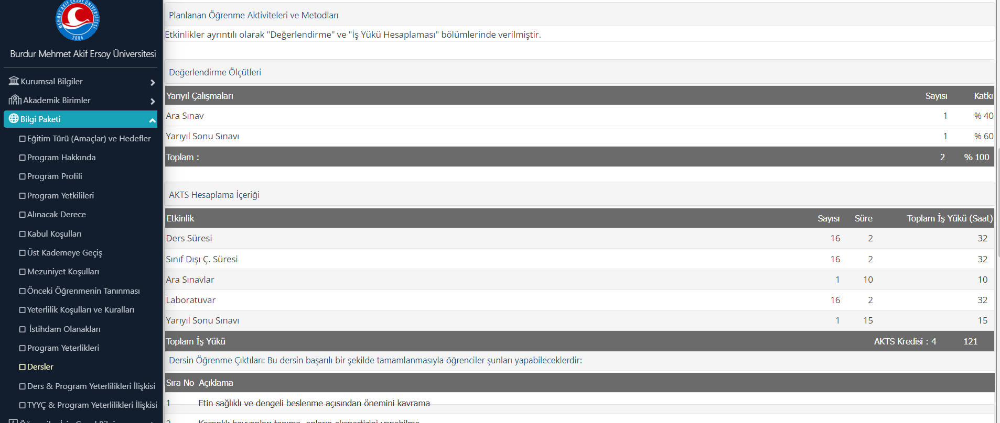 MEHMET AKİF ERSOY ÜNİVERSİTESİ
2006
Burdur Mehmet Akif Ersoy Üniversitesi
Kurumsal Bilgiler
Akademik Birimler
Bilgi Paketi
Eğitim Türü (Amaçlar) ve Hedefler
Program Hakkında
Program Profili
Program Yetkilileri
Alınacak Derece
Kabul Koşulları
Üst Kademeye Geçiş
Mezuniyet Koşulları
Önceki Öğrenmenin Tanınması
Yeterlilik Koşulları ve Kuralları
İstihdam Olanakları
Program Yeterlikleri
Dersler
Ders & Program Yeterlilikleri İlişkisi
TYYÇ & Program Yeterlilikleri İlişkisi
Planlanan Öğrenme Aktiviteleri ve Metodları
Etkinlikler ayrıntılı olarak "Değerlendirme" ve "İş Yükü Hesaplaması" bölümlerinde verilmiştir.
Değerlendirme Ölçütleri
Yarıyıl Çalışmaları Sayısı Katkı
Ara Sınav 1 % 40
Yarıyıl Sonu Sınavı 1 % 60
Toplam : 2 % 100
AKTS Hesaplama İçeriği
Etkinlik Sayısı Süre Toplam İş Yükü (Saat)
Ders Süresi 16 2 32
Sınıf Dışı Ç. Süresi 16 2 32
Ara Sınavlar 1 10 10
Laboratuvar 16 2 32
Yarıyıl Sonu Sınavı 1 15 15
Toplam İş Yükü AKTS Kredisi : 4 121
Dersin Öğrenme Çıktıları: Bu dersin başarılı bir şekilde tamamlanmasıyla öğrenciler şunları yapabileceklerdir:
Sıra No Açıklama
1 Etin sağlıklı ve dengeli beslenme açısından önemini kavrama